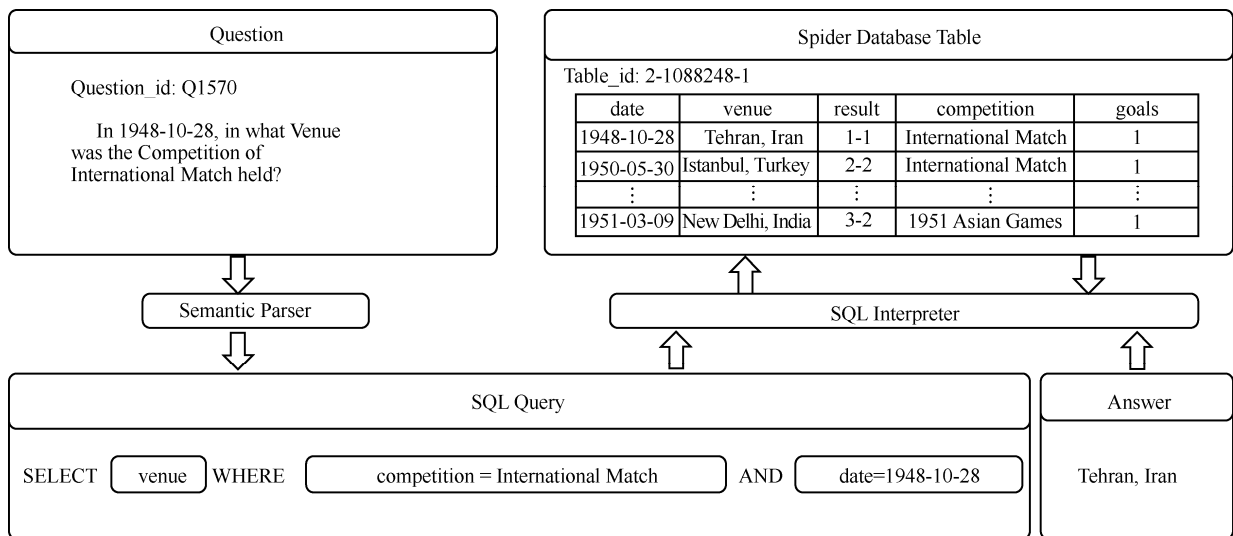 Question
Question_id: Q1570
In 1948-10-28, in what Venue
was the Competition of
International Match held?
Spider Database Table
Table_id: 2-1088248-1
date venue result competition goals
1948-10-28 Tehran, Iran 1-1 International Match 1
1950-05-30 Istanbul, Turkey 2-2 International Match 1
⋮ ⋮ ⋮ ⋮ ⋮
1951-03-09 New Delhi, India 3-2 1951 Asian Games 1
Semantic Parser
SQL Interpreter
SQL Query
SELECT venue WHERE competition = International Match AND date=1948-10-28
Answer
Tehran, Iran